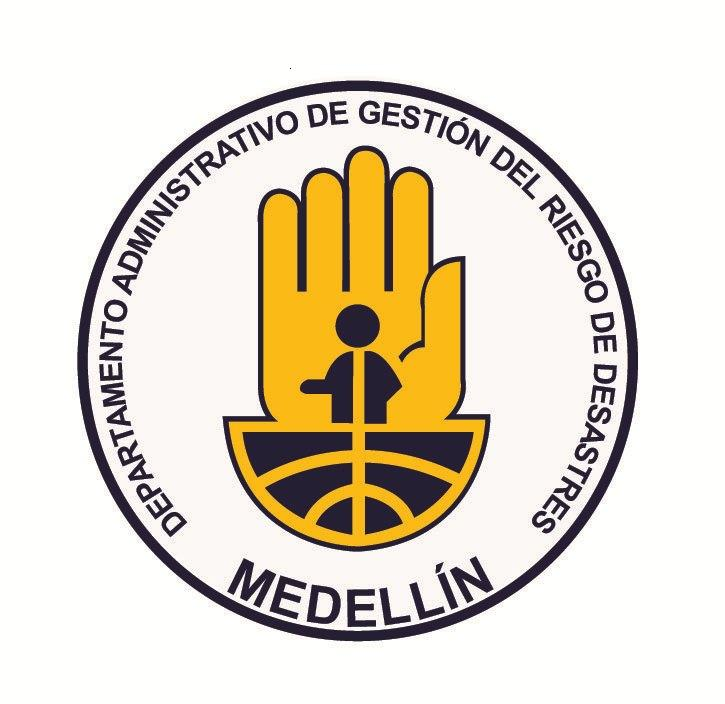 DEPARTAMENTO ADMINISTRATIVO DE GESTIÓN DEL RIESGO DE DESASTRES
MEDELLÍN